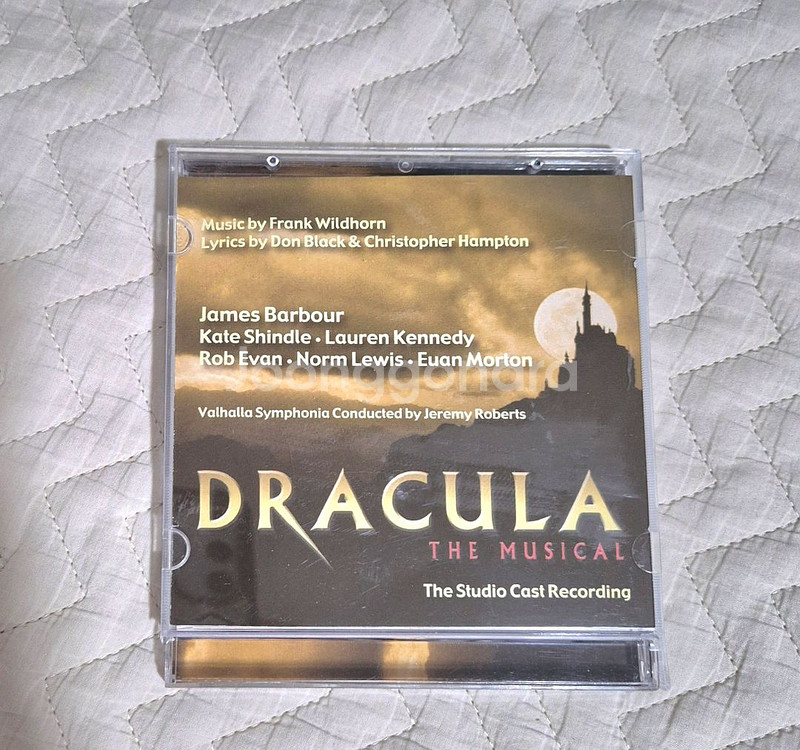 Music by Frank Wildhorn
Lyrics by Don Black & Christopher Hampton
James Barbour
Kate Shindle • Lauren Kennedy
Rob Evan • Norm Lewis • Euan Morton
joonggonara
Valhalla Symphonia Conducted by Jeremy Roberts
DRACULA
THE MUSICAL
The Studio Cast Recording